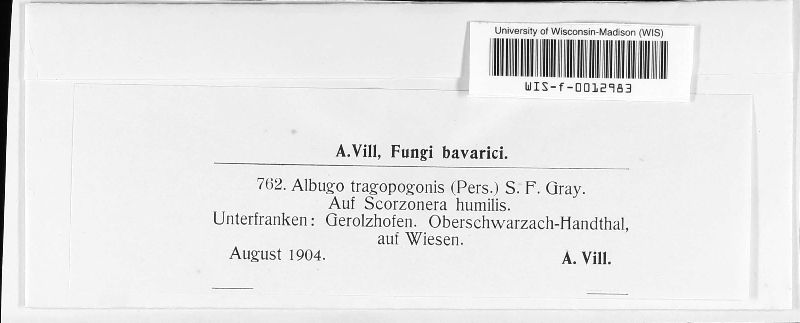 University of Wisconsin-Madison (WIS)
WIS-f-0012983
A.Vill, Fungi bavarici.
762. Albugo tragopogonis (Pers.) S. F. Gray.
Auf Scorzonera humilis.
Unterfranken: Gerolzhofen. Oberschwarzach-Handthal,
auf Wiesen.
August 1904. A. Vill.